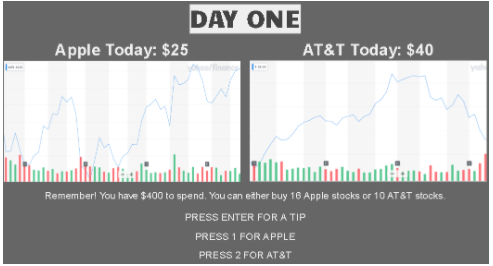 DAY ONE
Apple Today: $25
AT&T Today: $40
Remember! You have $400 to spend. You can either buy 16 Apple stocks or 10 AT&T stocks.
PRESS ENTER FOR A TIP
PRESS 1 FOR APPLE
PRESS 2 FOR AT&T